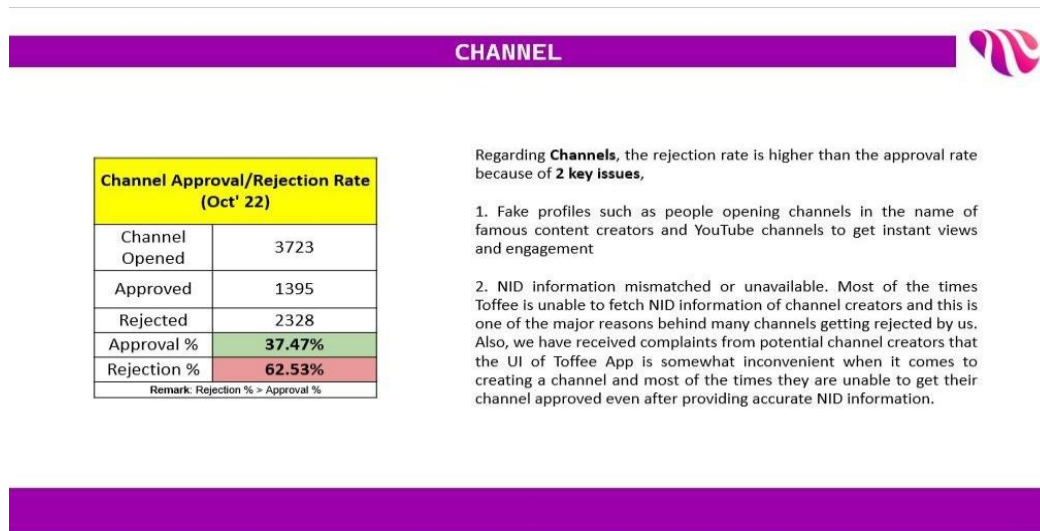 CHANNEL
Channel Approval/Rejection Rate
(Oct' 22)
Channel
Opened
3723
Approved 1395
Rejected 2328
Approval % 37.47%
Rejection % 62.53%
Remark: Rejection % > Approval %
Regarding Channels, the rejection rate is higher than the approval rate
because of 2 key issues,
1. Fake profiles such as people opening channels in the name of
famous content creators and YouTube channels to get instant views
and engagement
2. NID information mismatched or unavailable. Most of the times
Toffee is unable to fetch NID information of channel creators and this is
one of the major reasons behind many channels getting rejected by us.
Also, we have received complaints from potential channel creators that
the UI of Toffee App is somewhat inconvenient when it comes to
creating a channel and most of the times they are unable to get their
channel approved even after providing accurate NID information.